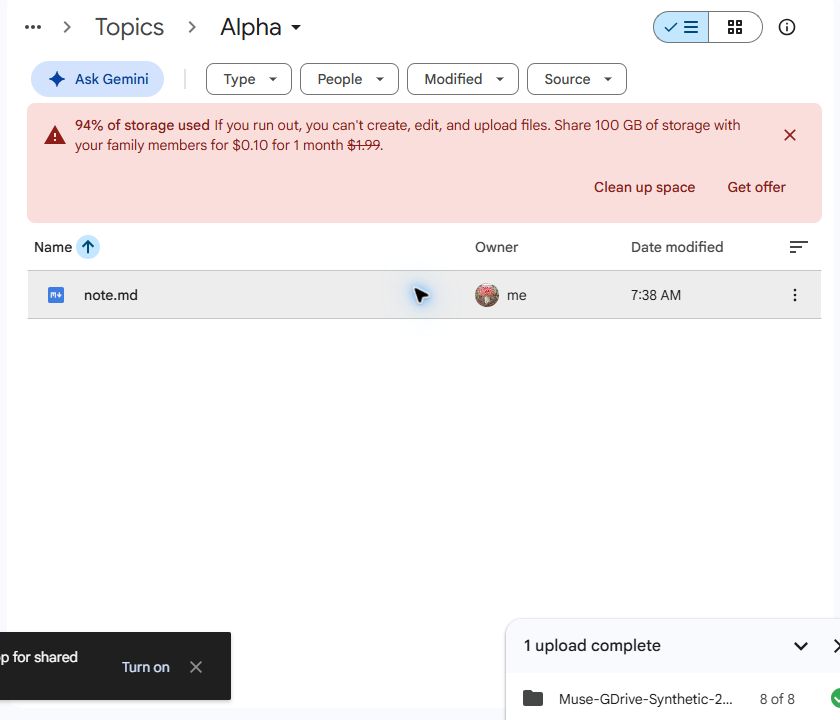 Topics
Alpha
Ask Gemini
Type
People
Modified
Source
94% of storage used If you run out, you can't create, edit, and upload files. Share 100 GB of storage with
your family members for $0.10 for 1 month $1.99.
Clean up space
Get offer
Name
Owner
Date modified
M+
note.md
me
7:38 AM
p for shared
Turn on
1 upload complete
Muse-GDrive-Synthetic-2...
8 of 8